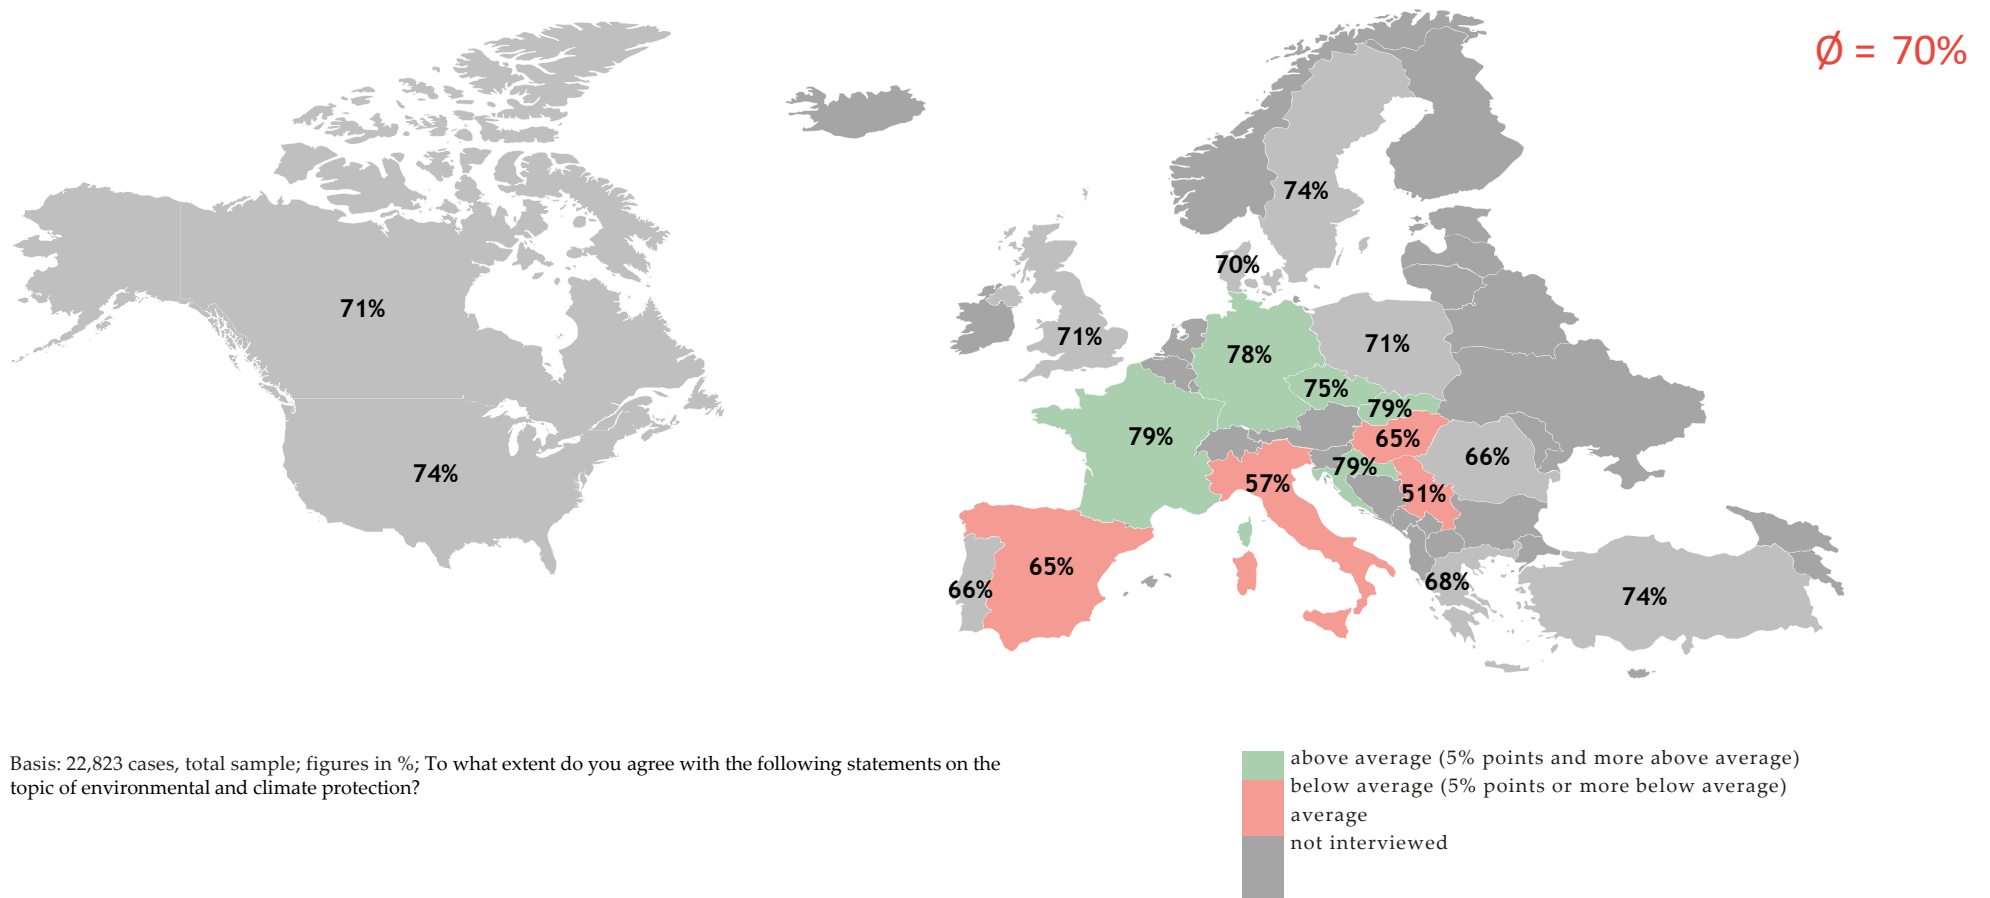 Ø = 70%
74%
70%
71%
71%
71%
78%
75%
79%
79%
65%
66%
74%
79%
57%
51%
65%
66%
68%
74%
Basis: 22,823 cases, total sample; figures in %; To what extent do you agree with the following statements on the
topic of environmental and climate protection?
above average (5% points and more above average)
below average (5% points or more below average)
average
not interviewed